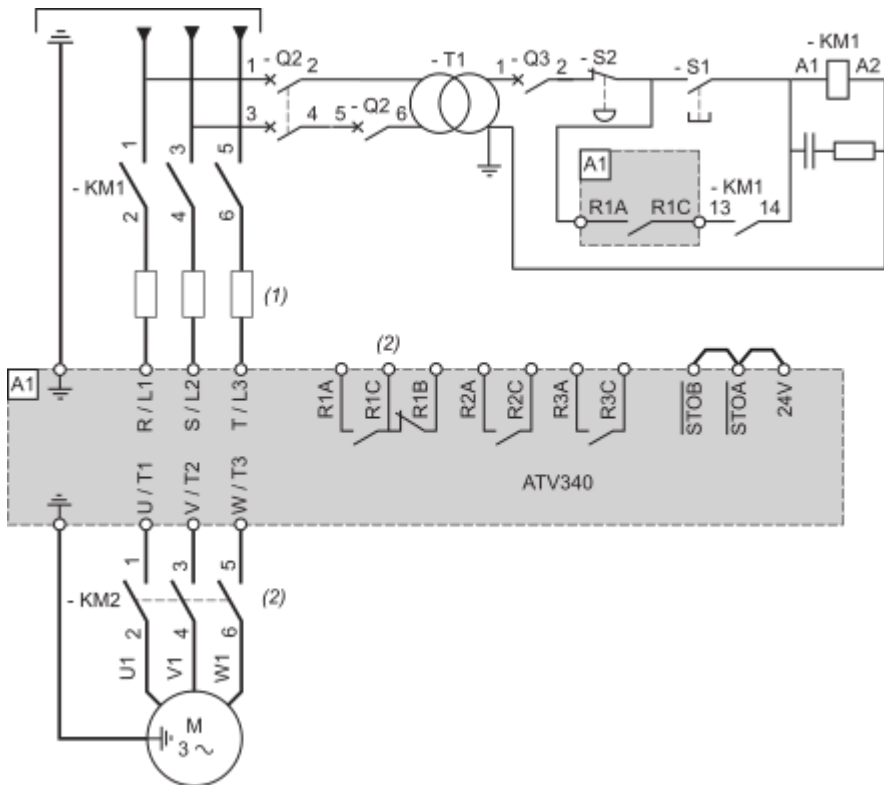 - Q2
- T1
- Q3
- S2
- S1
- KM1
1
2
1
2
A1
A2
3
4
5
- Q2
6
1
3
5
- KM1
2
4
6
A1
R1A
R1C
- KM1
13
14
(1)
(2)
A1
R / L1
S / L2
T / L3
R1A
R1C
R1B
R2A
R2C
R3A
R3C
STOB
STOA
24V
ATV340
U / T1
V / T2
W / T3
1
3
5
- KM2
(2)
2
4
6
U1
V1
W1
M
3 ~